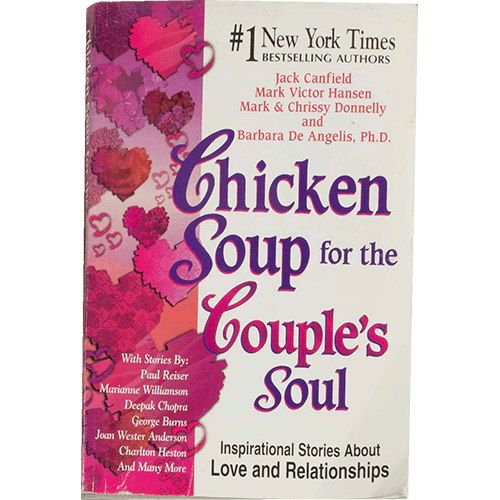 #1 New York Times
BESTSELLING AUTHORS
Jack Canfield
Mark Victor Hansen
Mark & Chrissy Donnelly
and
Barbara De Angelis, Ph.D.
Chicken
Soup for the
Couple's
Soul
With Stories By:
Paul Reiser
Marianne Williamson
Deepak Chopra
George Burns
Joan Wester Anderson
Charlton Heston
And Many More
Inspirational Stories About
Love and Relationships